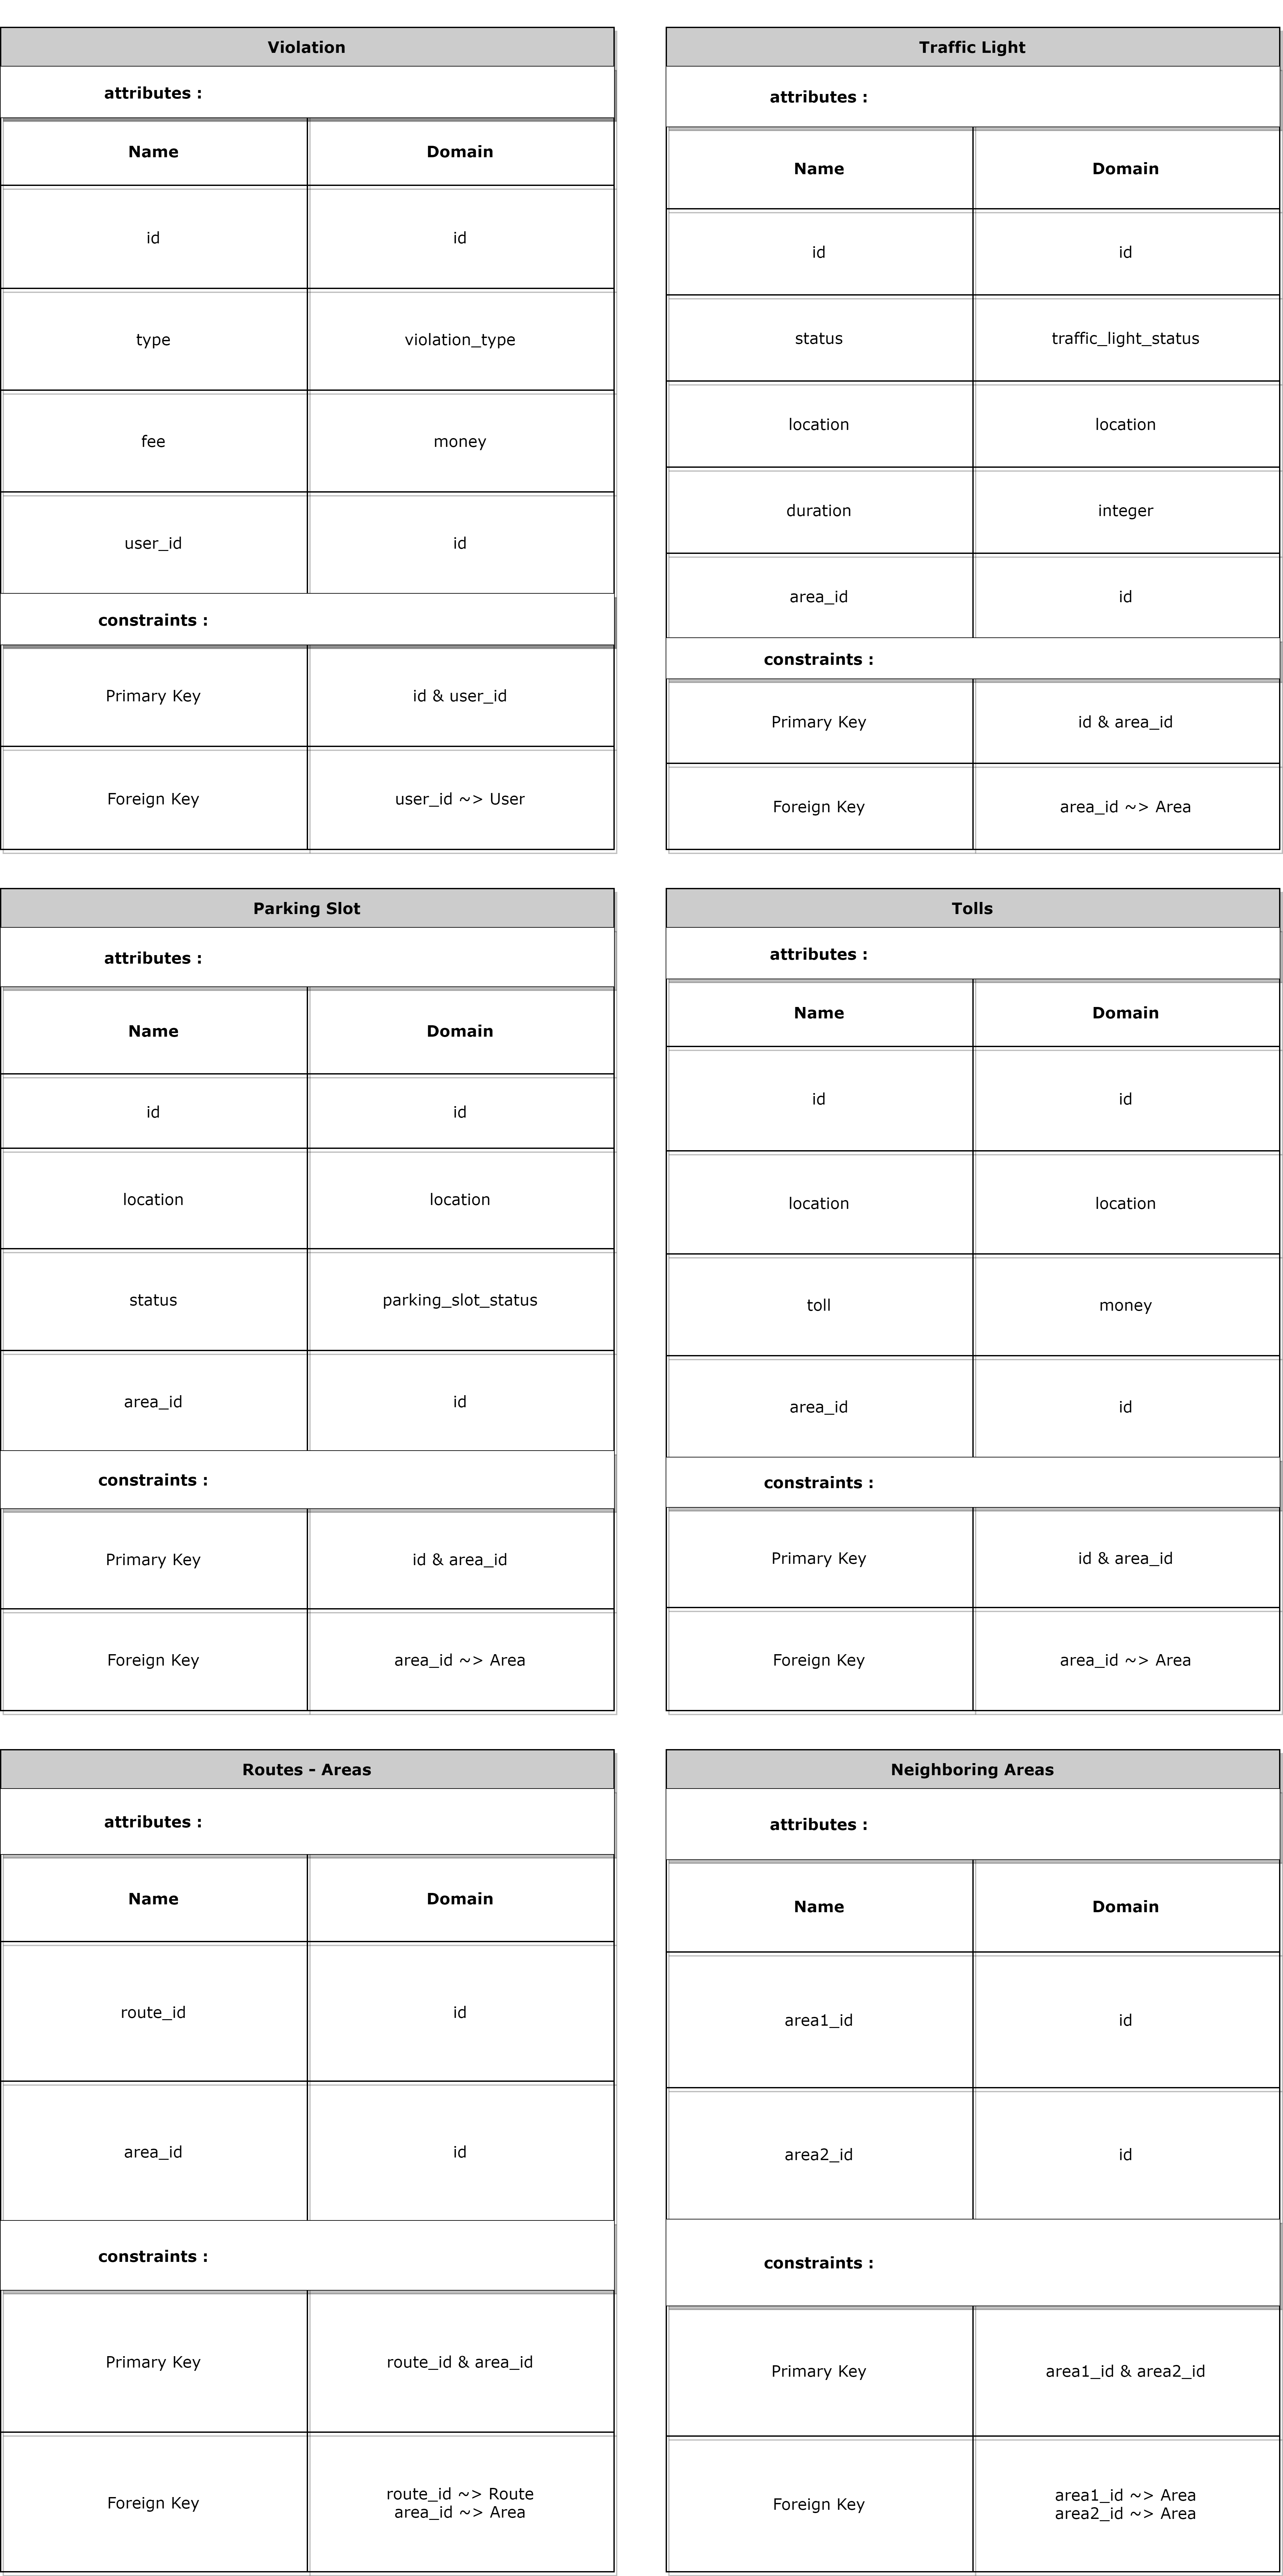 Violation
attributes :
Name Domain
id id
type violation_type
fee money
user_id id
constraints :
Primary Key id & user_id
Foreign Key user_id ~> User
Traffic Light
attributes :
Name Domain
id id
status traffic_light_status
location location
duration integer
area_id id
constraints :
Primary Key id & area_id
Foreign Key area_id ~> Area
Parking Slot
attributes :
Name Domain
id id
location location
status parking_slot_status
area_id id
constraints :
Primary Key id & area_id
Foreign Key area_id ~> Area
Tolls
attributes :
Name Domain
id id
location location
toll money
area_id id
constraints :
Primary Key id & area_id
Foreign Key area_id ~> Area
Routes - Areas
attributes :
Name Domain
route_id id
area_id id
constraints :
Primary Key route_id & area_id
Foreign Key route_id ~> Route
area_id ~> Area
Neighboring Areas
attributes :
Name Domain
area1_id id
area2_id id
constraints :
Primary Key area1_id & area2_id
Foreign Key area1_id ~> Area
area2_id ~> Area